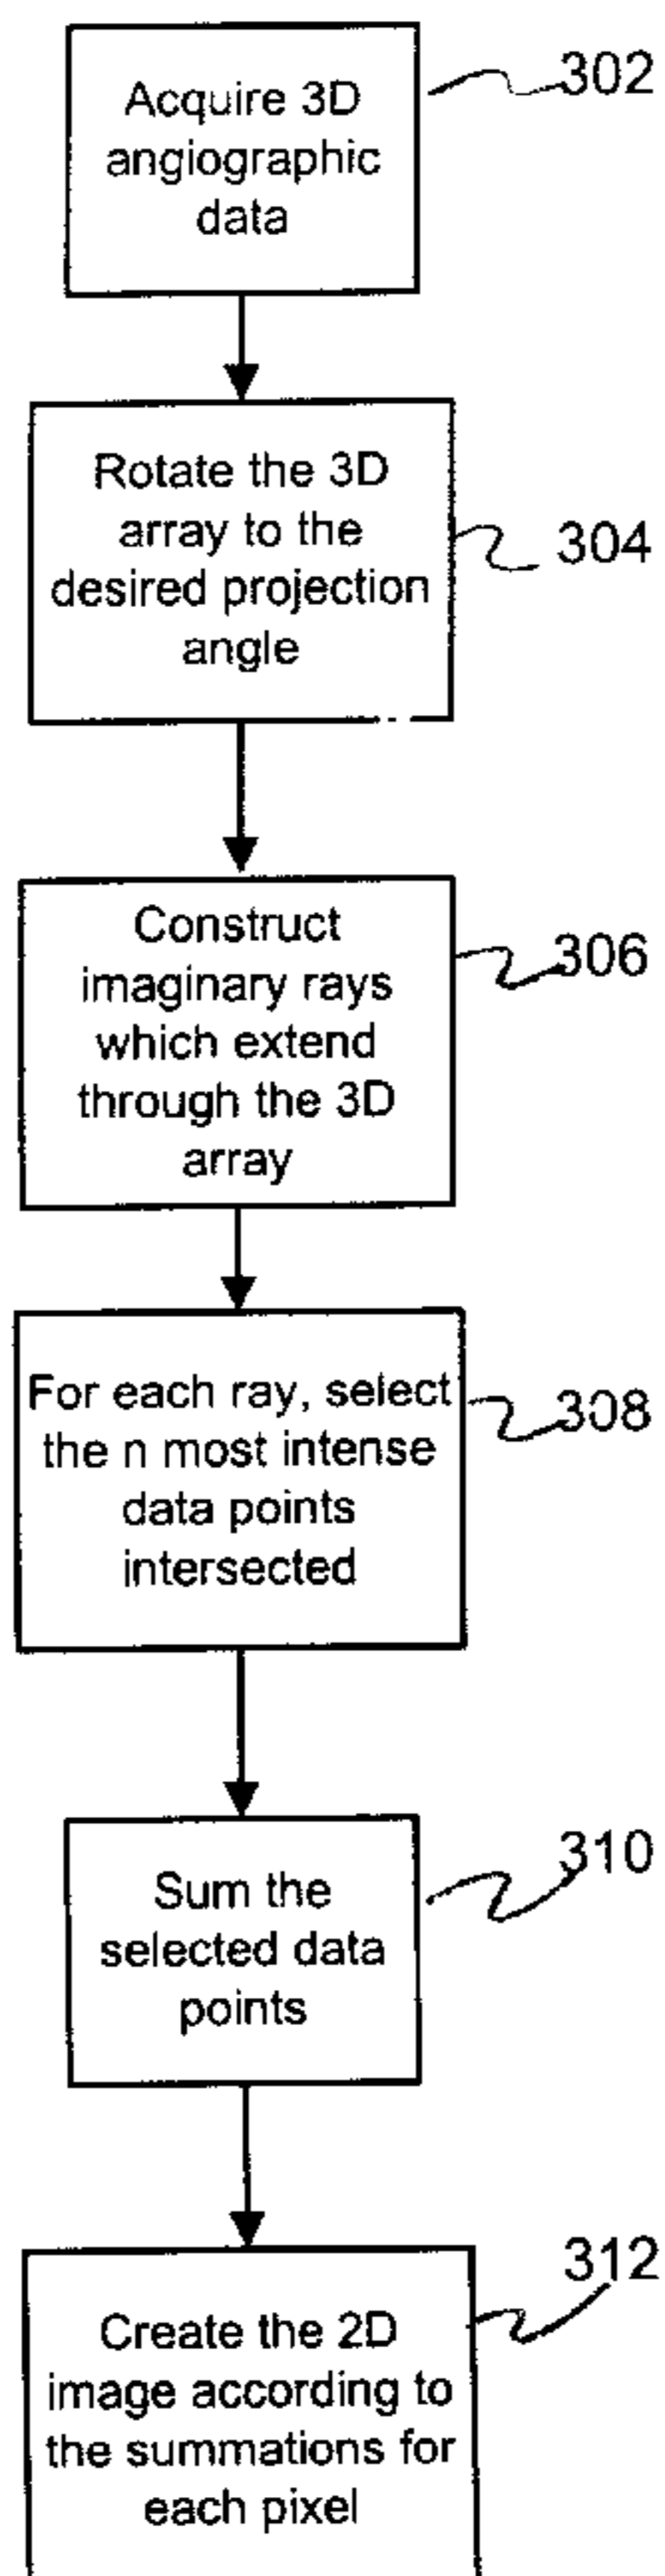 Acquire 3D
angiographic
data
302
Rotate the 3D
array to the
desired projection
angle
304
Construct
imaginary rays
which extend
through the 3D
array
306
For each ray, select
the n most intense
data points
intersected
308
Sum the
selected data
points
310
Create the 2D
image according to
the summations for
each pixel
312